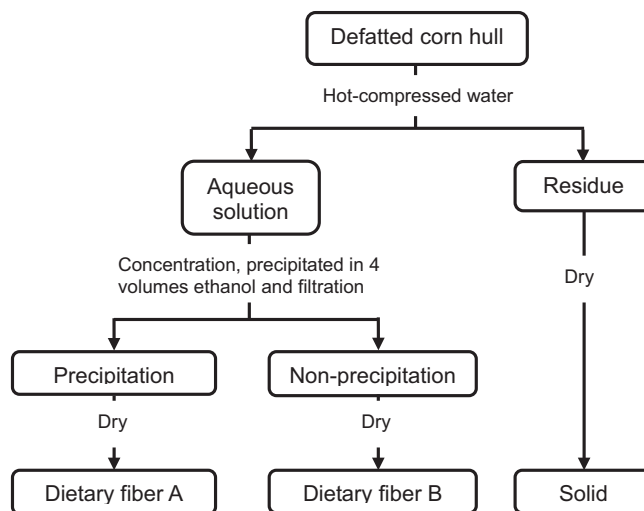 Defatted corn hull
Hot-compressed water
Aqueous
solution
Residue
Concentration, precipitated in 4
volumes ethanol and filtration
Dry
Precipitation
Non-precipitation
Dry
Dry
Dietary fiber A
Dietary fiber B
Solid